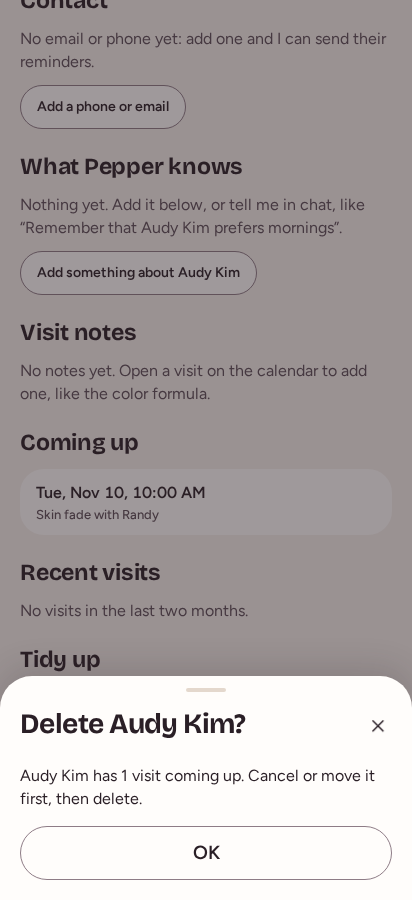 Contact
No email or phone yet: add one and I can send their
reminders.
Add a phone or email
What Pepper knows
Nothing yet. Add it below, or tell me in chat, like
“Remember that Audy Kim prefers mornings”.
Add something about Audy Kim
Visit notes
No notes yet. Open a visit on the calendar to add
one, like the color formula.
Coming up
Tue, Nov 10, 10:00 AM
Skin fade with Randy
Recent visits
No visits in the last two months.
Tidy up
Delete Audy Kim?
Audy Kim has 1 visit coming up. Cancel or move it
first, then delete.
OK